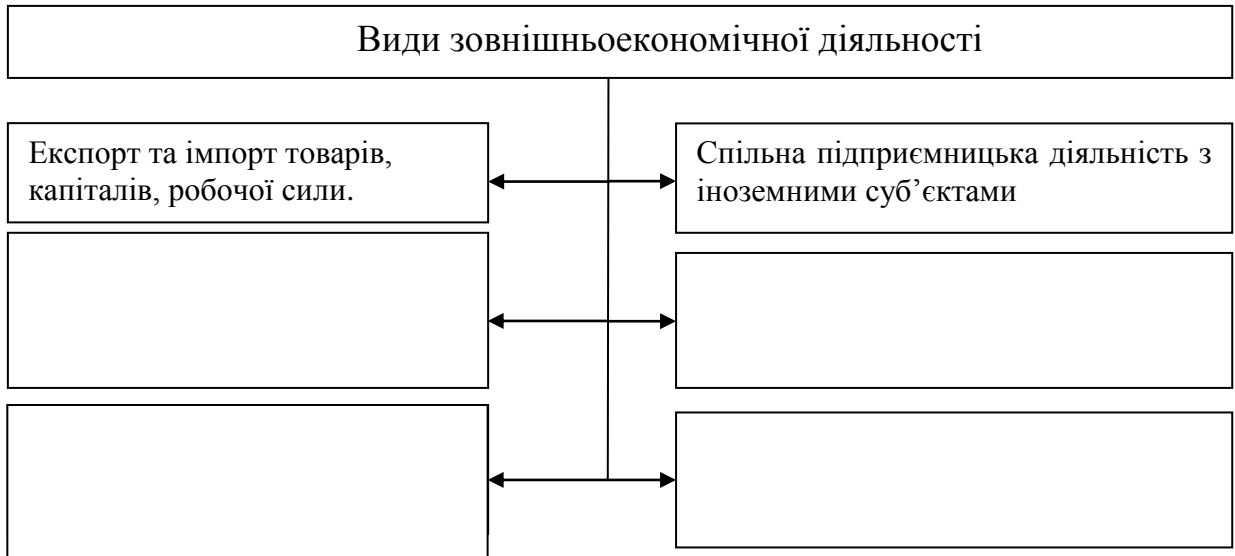 Види зовнішньоекономічної діяльності
Експорт та імпорт товарів,
капіталів, робочої сили.
Спільна підприємницька діяльність з
іноземними суб’єктами